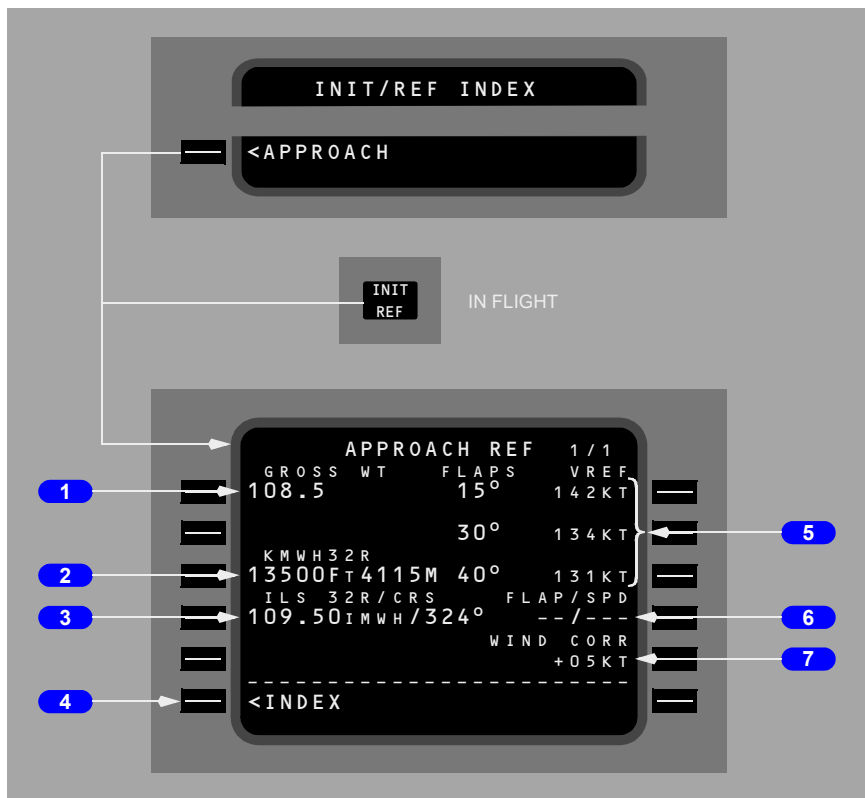 INIT/REF INDEX
<APPROACH
INIT
REF
IN FLIGHT
APPROACH REF 1/1
GROSS WT FLAPS VREF
1 108.5 15° 142KT
30° 134KT 5
KMWH32R
2 13500FT4115M 40° 131KT
ILS 32R/CRS FLAP/SPD
3 109.50IMWH/324° --/--- 6
WIND CORR
+05KT 7
----------------------------
4 <INDEX